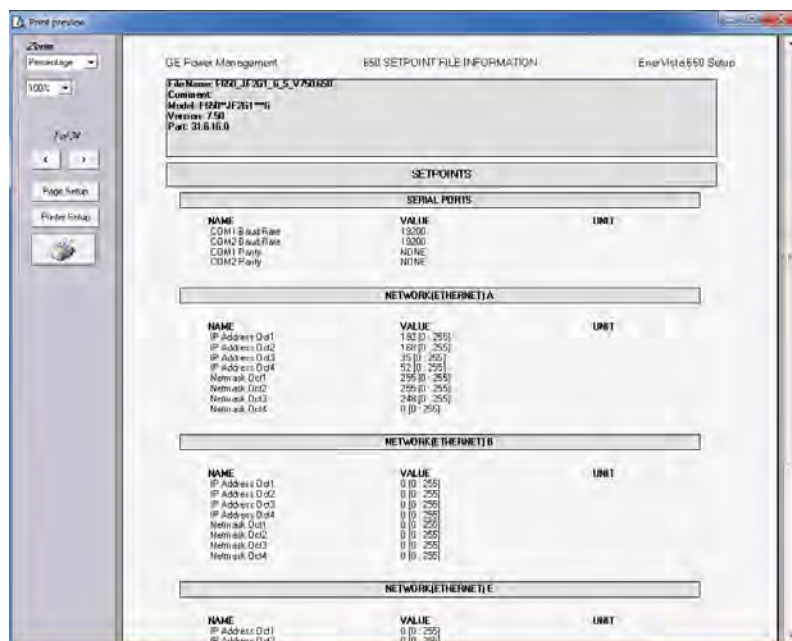 Print preview
Zoom
Percentage
100%
‹ ›
Page Setup
Printer Setup
GE Power Management 650 SETPOINT FILE INFORMATION EnerVista 650 Setup
Comment:
Version: 7.50
SETPOINTS
SERIAL PORTS
NAME VALUE UNIT
COM1 Baud Rate 19200
COM2 Baud Rate 19200
COM1 Parity NONE
COM2 Parity NONE
NETWORK(ETHERNET) A
NAME VALUE UNIT
IP Address Oct1 192 [0 : 255]
IP Address Oct2 168 [0 : 255]
IP Address Oct3 35 [0 : 255]
IP Address Oct4 52 [0 : 255]
Netmask Oct1 255 [0 : 255]
Netmask Oct2 255 [0 : 255]
Netmask Oct3 248 [0 : 255]
Netmask Oct4 0 [0 : 255]
NETWORK(ETHERNET) B
NAME VALUE UNIT
IP Address Oct1 0 [0 : 255]
IP Address Oct2 0 [0 : 255]
IP Address Oct3 0 [0 : 255]
IP Address Oct4 0 [0 : 255]
Netmask Oct1 0 [0 : 255]
Netmask Oct2 0 [0 : 255]
Netmask Oct3 0 [0 : 255]
Netmask Oct4 0 [0 : 255]
NETWORK(ETHERNET) E
NAME VALUE UNIT
IP Address Oct1 0 [0 : 255]
IP Address Oct2 0 [0 : 255]